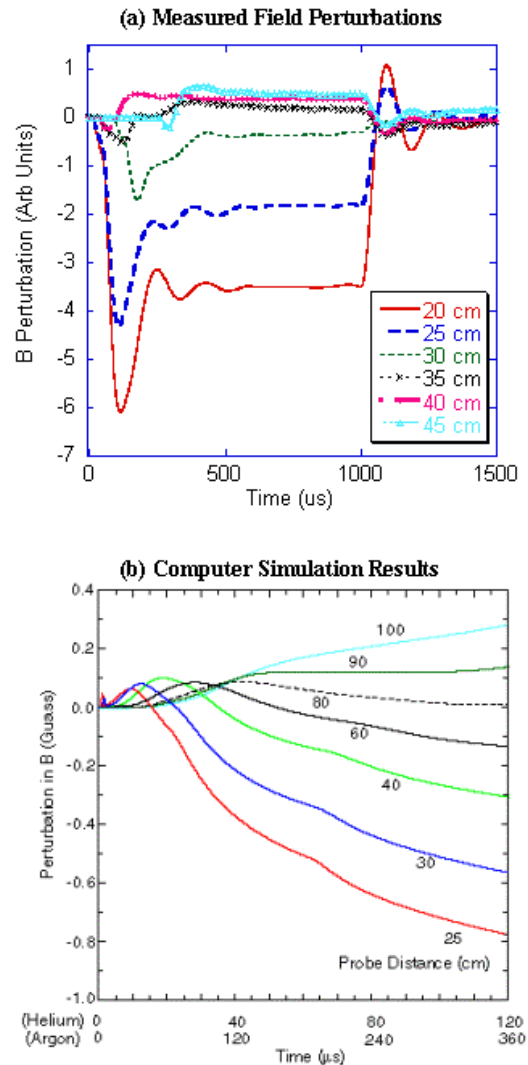 (a) Measured Field Perturbations
B Perturbation (Arb Units)
1
0
-1
-2
-3
-4
-5
-6
-7
20 cm
25 cm
30 cm
35 cm
40 cm
45 cm
0
500
1000
1500
Time (us)
(b) Computer Simulation Results
Perturbation in B (Guass)
0.4
0.2
0.0
-0.2
-0.4
-0.6
-0.8
-1.0
100
90
80
60
40
30
25
Probe Distance (cm)
(Helium) 0 40 80 120
(Argon) 0 120 240 360
Time (μs)